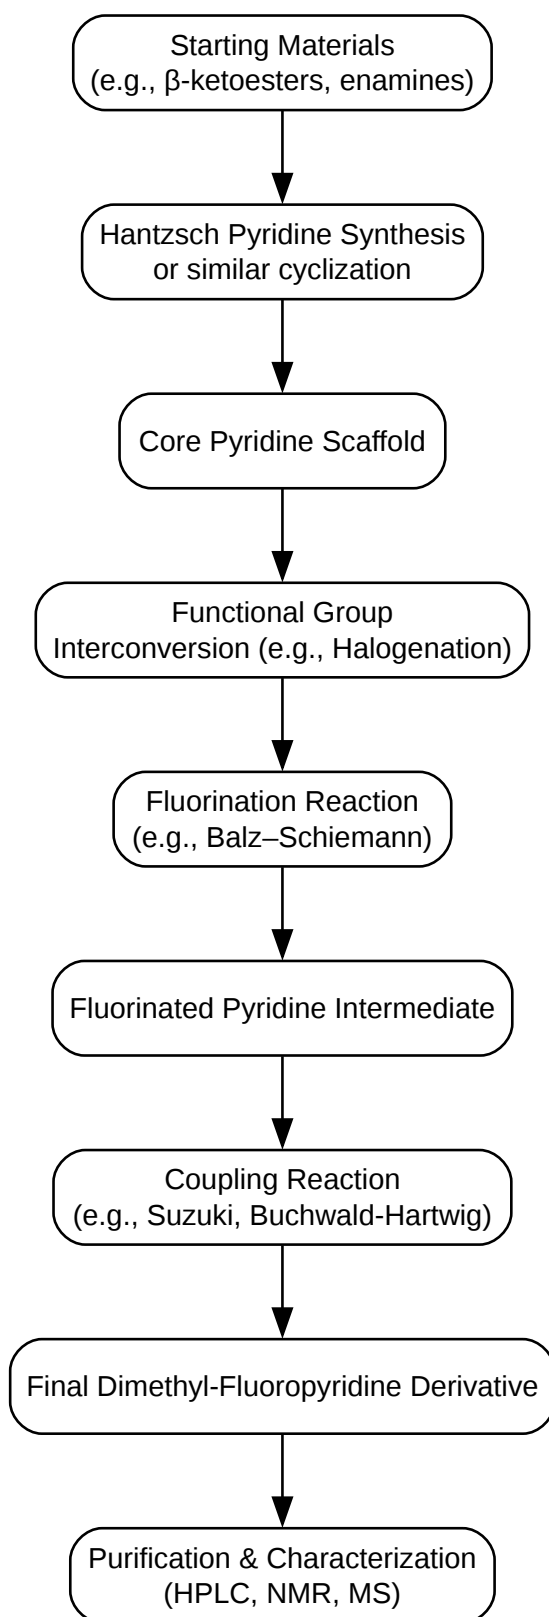 Starting Materials
(e.g., β-ketoesters, enamines)
Hantzsch Pyridine Synthesis
or similar cyclization
Core Pyridine Scaffold
Functional Group
Interconversion (e.g., Halogenation)
Fluorination Reaction
(e.g., Balz–Schiemann)
Fluorinated Pyridine Intermediate
Coupling Reaction
(e.g., Suzuki, Buchwald-Hartwig)
Final Dimethyl-Fluoropyridine Derivative
Purification & Characterization
(HPLC, NMR, MS)